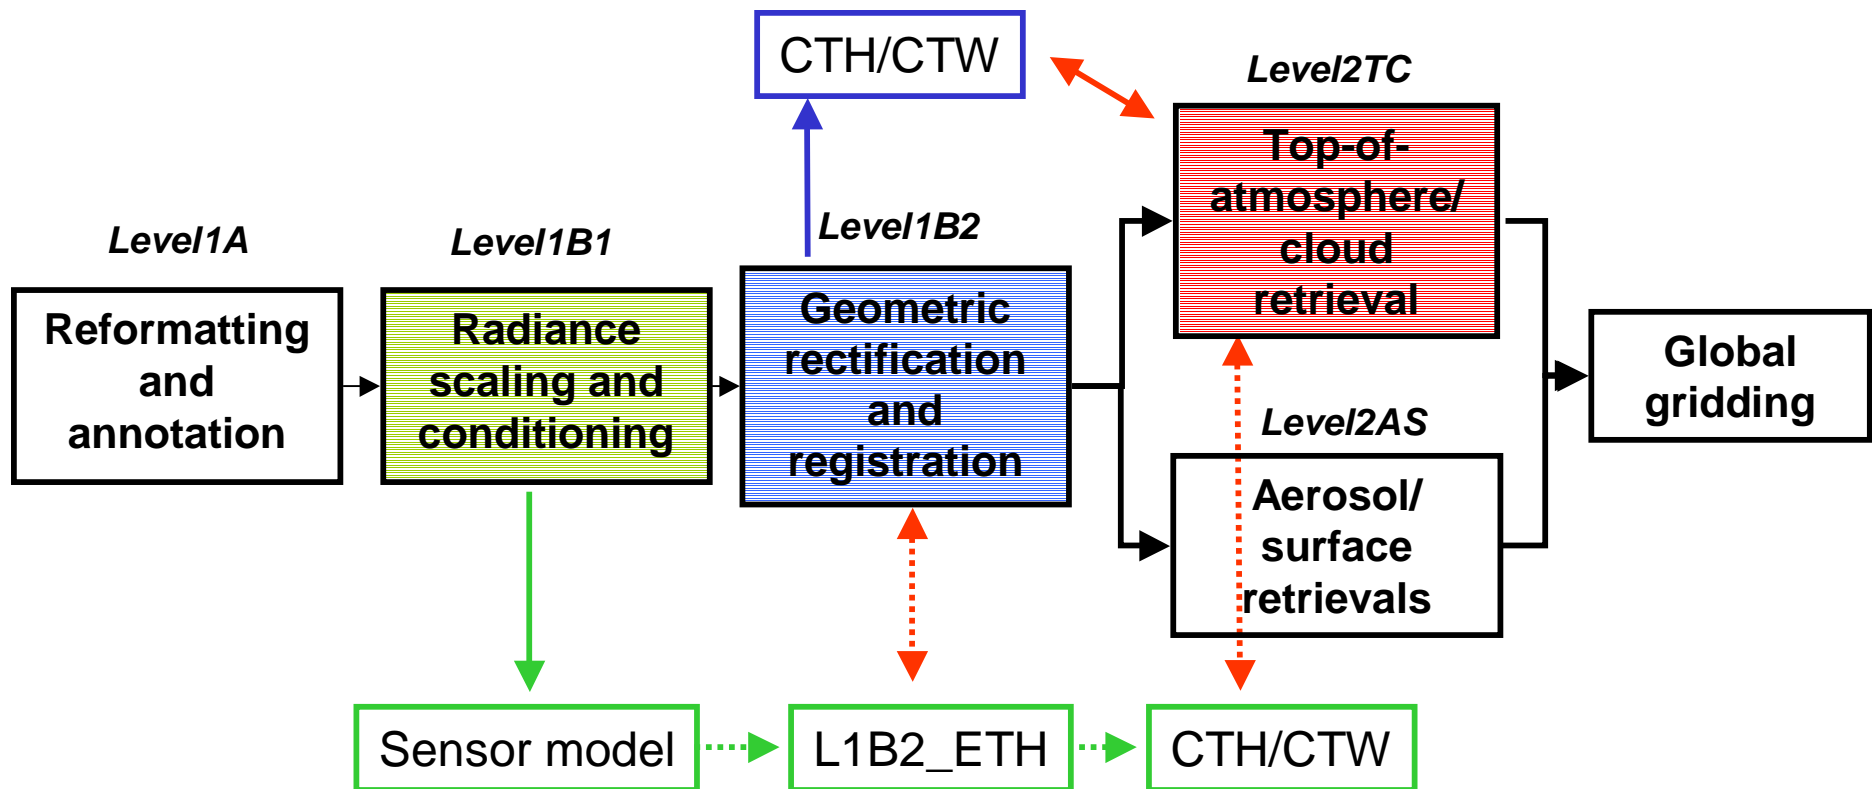 CTH/CTW
Level2TC
Top-of-
atmosphere/
cloud
retrieval
Level1A
Level1B1
Level1B2
Reformatting
and
annotation
Radiance
scaling and
conditioning
Geometric
rectification
and
registration
Global
gridding
Level2AS
Aerosol/
surface
retrievals
Sensor model
L1B2_ETH
CTH/CTW